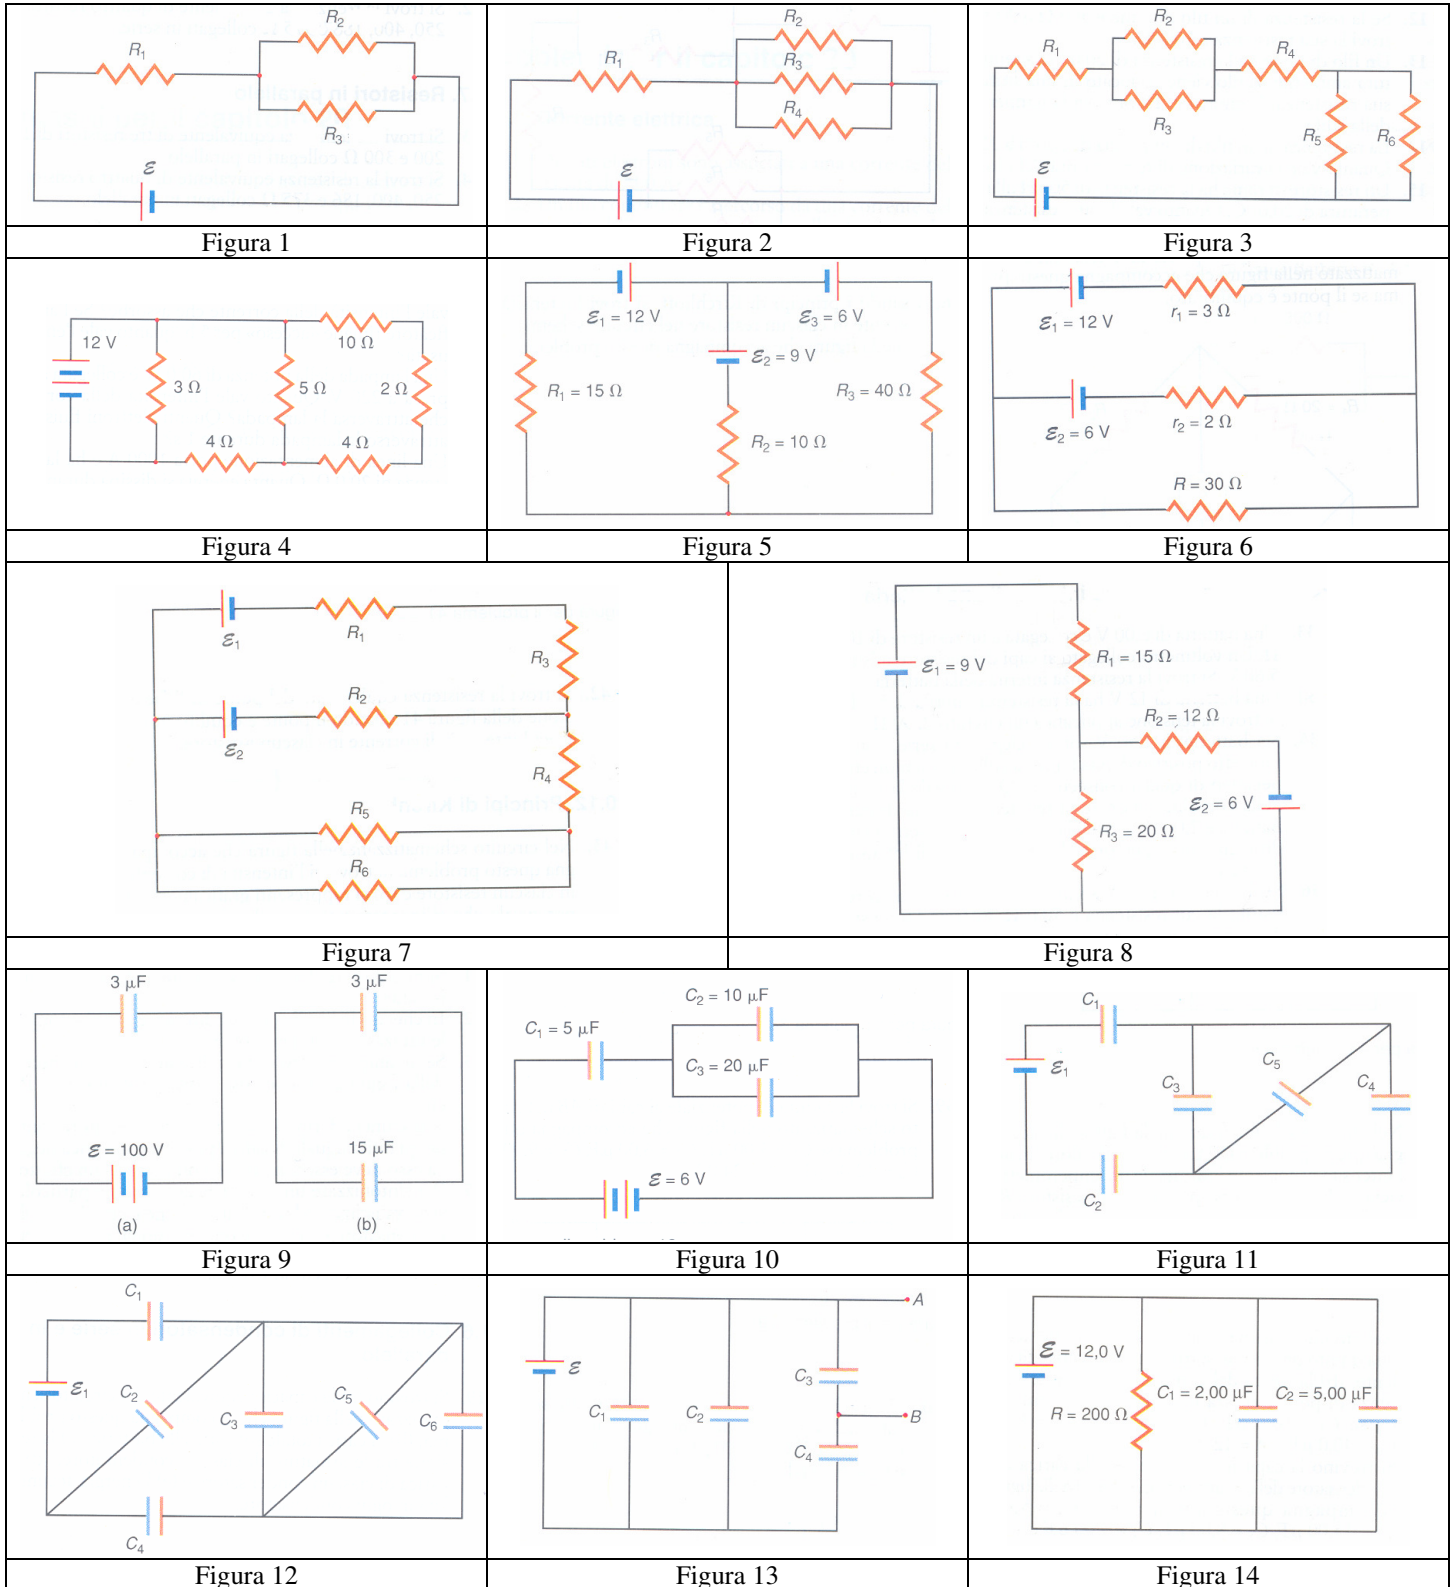 R1
R2
R3
ℰ
Figura 1
R1
R2
R3
R4
ℰ
Figura 2
R1
R2
R3
R4
R5
R6
ℰ
Figura 3
12 V
10 Ω
3 Ω
5 Ω
2 Ω
4 Ω
4 Ω
Figura 4
ℰ1 = 12 V
ℰ3 = 6 V
ℰ2 = 9 V
R1 = 15 Ω
R3 = 40 Ω
R2 = 10 Ω
Figura 5
ℰ1 = 12 V
r1 = 3 Ω
ℰ2 = 6 V
r2 = 2 Ω
R = 30 Ω
Figura 6
ℰ1
R1
R3
R2
ℰ2
R4
R5
R6
Figura 7
ℰ1 = 9 V
R1 = 15 Ω
R2 = 12 Ω
ℰ2 = 6 V
R3 = 20 Ω
Figura 8
3 µF
ℰ = 100 V
(a)
3 µF
15 µF
(b)
Figura 9
C2 = 10 µF
C1 = 5 µF
C3 = 20 µF
ℰ = 6 V
Figura 10
C1
ℰ1
C3
C5
C4
C2
Figura 11
C1
ℰ1
C2
C3
C5
C6
C4
Figura 12
A
ℰ
C3
C1
C2
B
C4
Figura 13
ℰ = 12,0 V
C1 = 2,00 µF
C2 = 5,00 µF
R = 200 Ω
Figura 14